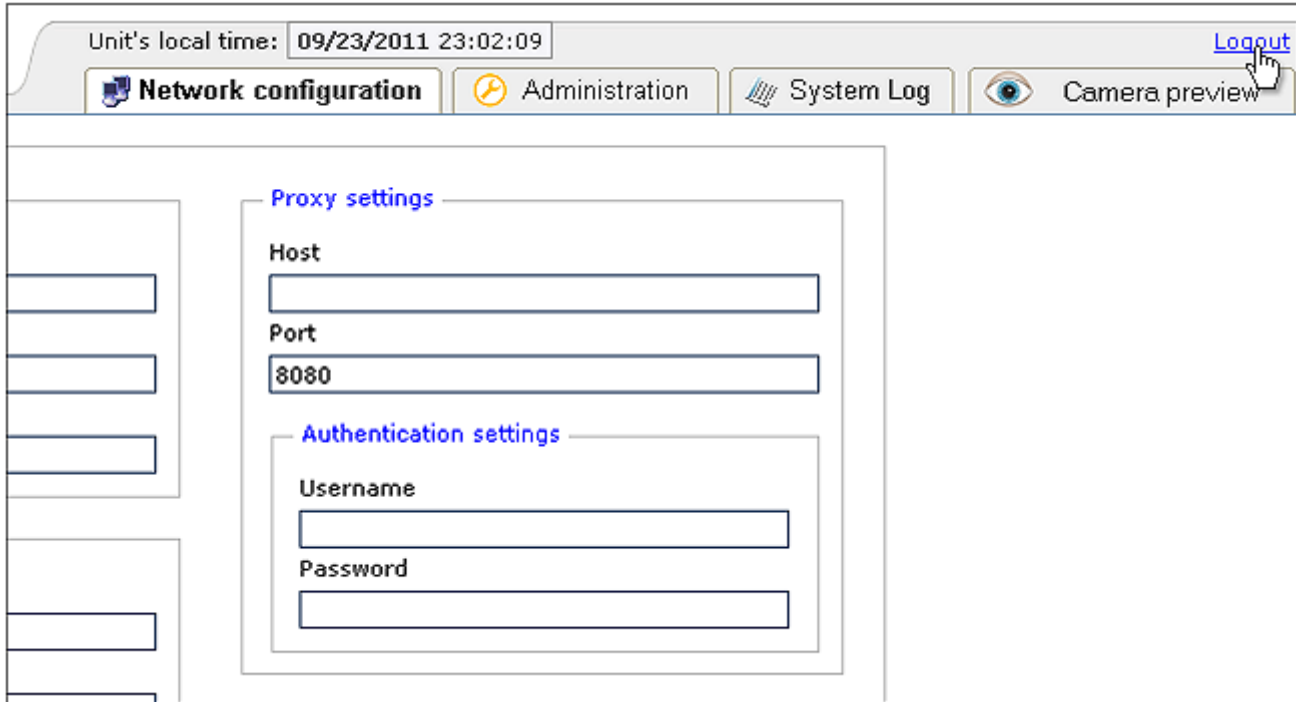 Unit's local time: 09/23/2011 23:02:09 Logout
Network configuration Administration System Log Camera preview
Proxy settings
Host
Port
8080
Authentication settings
Username
Password